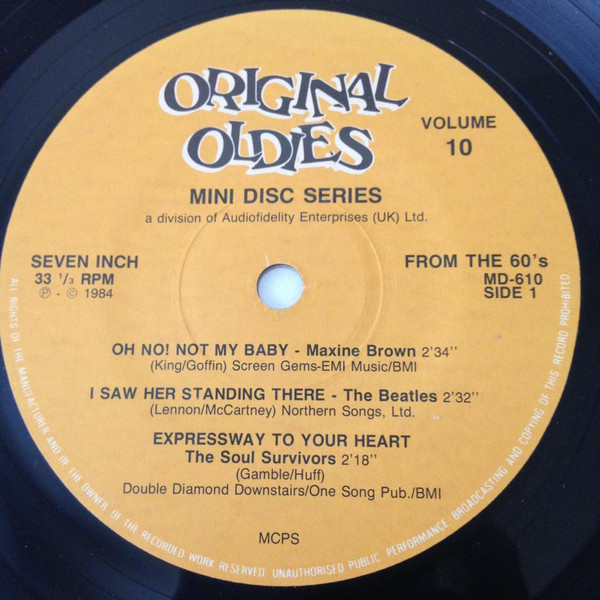 ORIGINAL
OLDIES
VOLUME
10
MINI DISC SERIES
a division of Audiofidelity Enterprises (UK) Ltd.
SEVEN INCH
33 1/3 RPM
Ⓟ - © 1984
FROM THE 60's
MD-610
SIDE 1
OH NO! NOT MY BABY - Maxine Brown 2'34''
(King/Goffin) Screen Gems-EMI Music/BMI
I SAW HER STANDING THERE - The Beatles 2'32''
(Lennon/McCartney) Northern Songs, Ltd.
EXPRESSWAY TO YOUR HEART
The Soul Survivors 2'18''
(Gamble/Huff)
Double Diamond Downstairs/One Song Pub./BMI
MCPS
ALL RIGHTS OF THE MANUFACTURER AND OF THE OWNER OF THE RECORDED WORK RESERVED. UNAUTHORISED PUBLIC PERFORMANCE, BROADCASTING AND COPYING OF THIS RECORD PROHIBITED